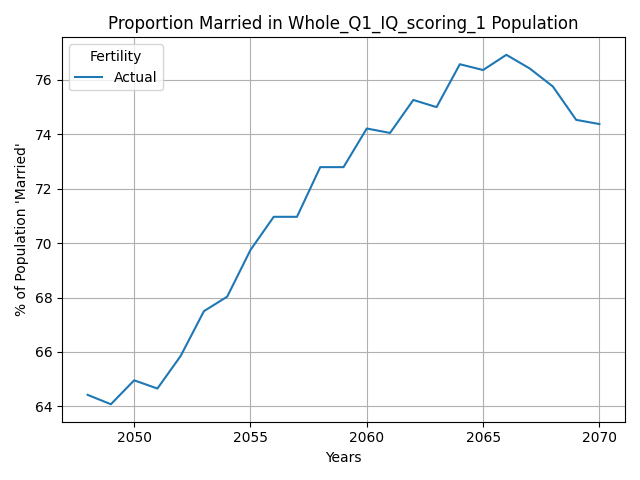 Proportion Married in Whole_Q1_IQ_scoring_1 Population
Fertility
Actual
% of Population 'Married'
76
74
72
70
68
66
64
2050
2055
2060
2065
2070
Years